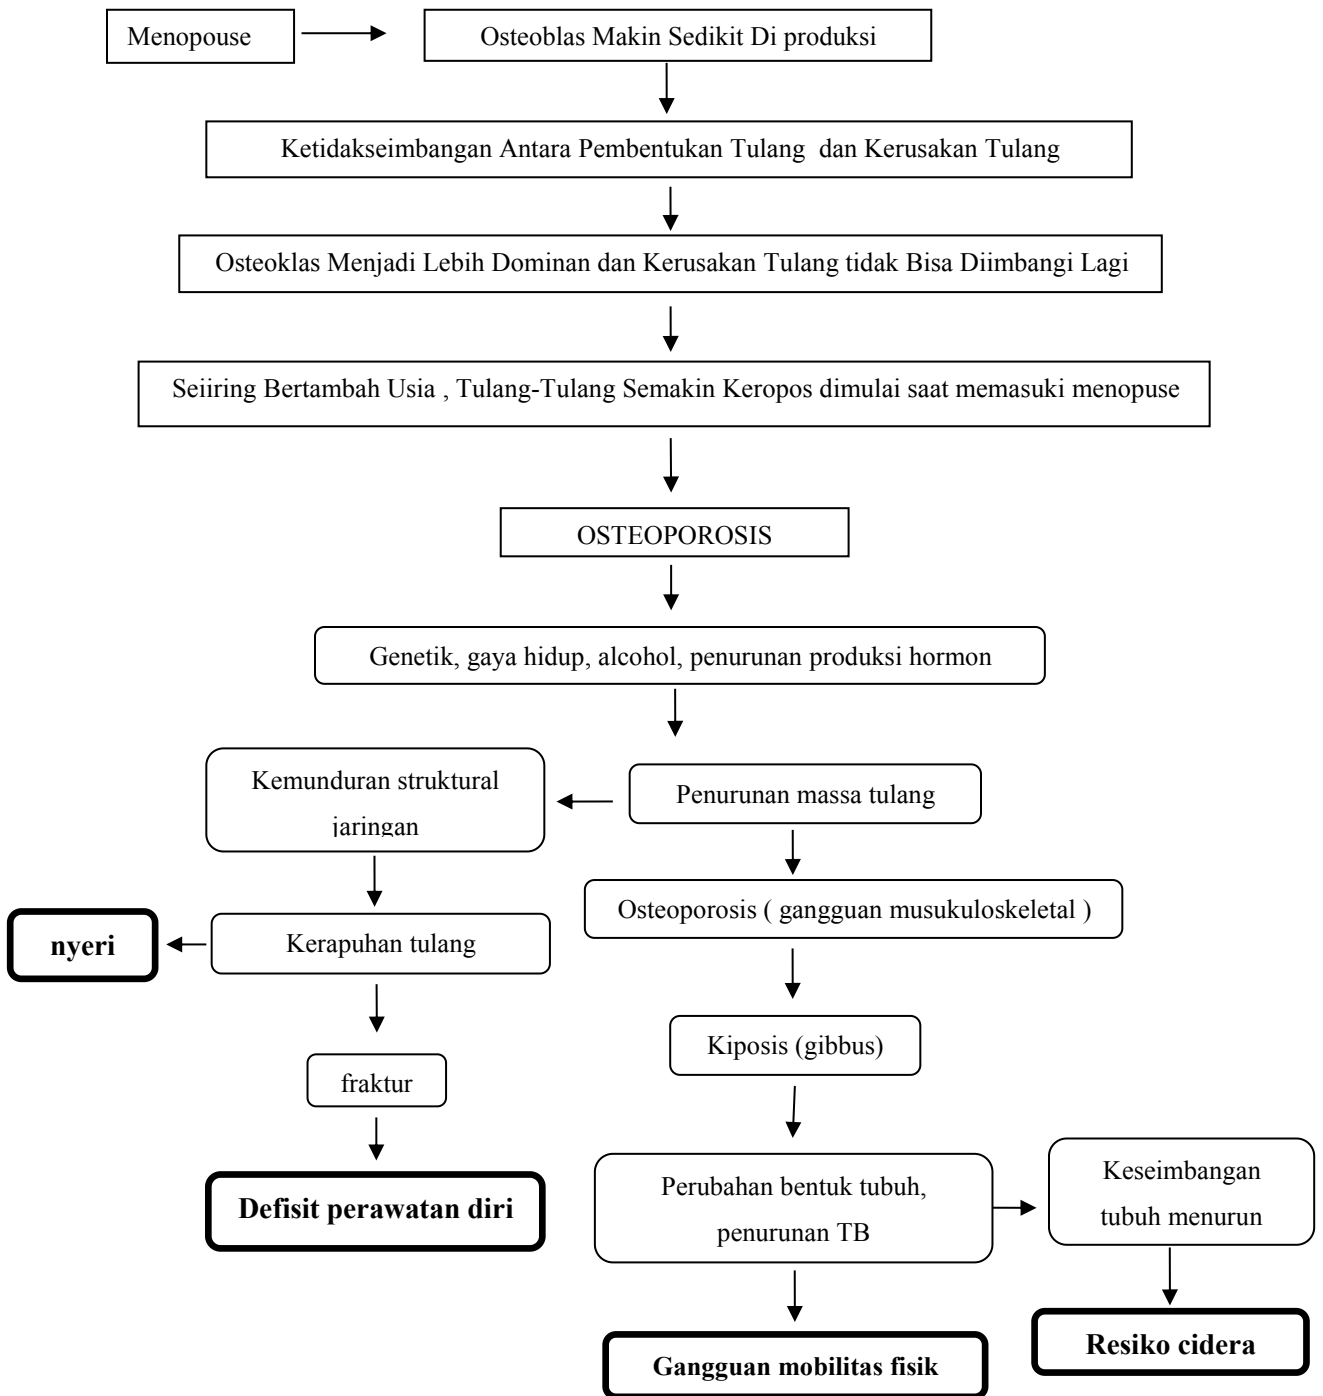 Menopouse
Osteoblas Makin Sedikit Di produksi
Ketidakseimbangan Antara Pembentukan Tulang dan Kerusakan Tulang
Osteoklas Menjadi Lebih Dominan dan Kerusakan Tulang tidak Bisa Diimbangi Lagi
Seiiring Bertambah Usia , Tulang-Tulang Semakin Keropos dimulai saat memasuki menopuse
OSTEOPOROSIS
Genetik, gaya hidup, alcohol, penurunan produksi hormon
Kemunduran struktural
jaringan
Penurunan massa tulang
Osteoporosis ( gangguan musukuloskeletal )
nyeri
Kerapuhan tulang
Kiposis (gibbus)
fraktur
Defisit perawatan diri
Perubahan bentuk tubuh,
penurunan TB
Keseimbangan
tubuh menurun
Gangguan mobilitas fisik
Resiko cidera